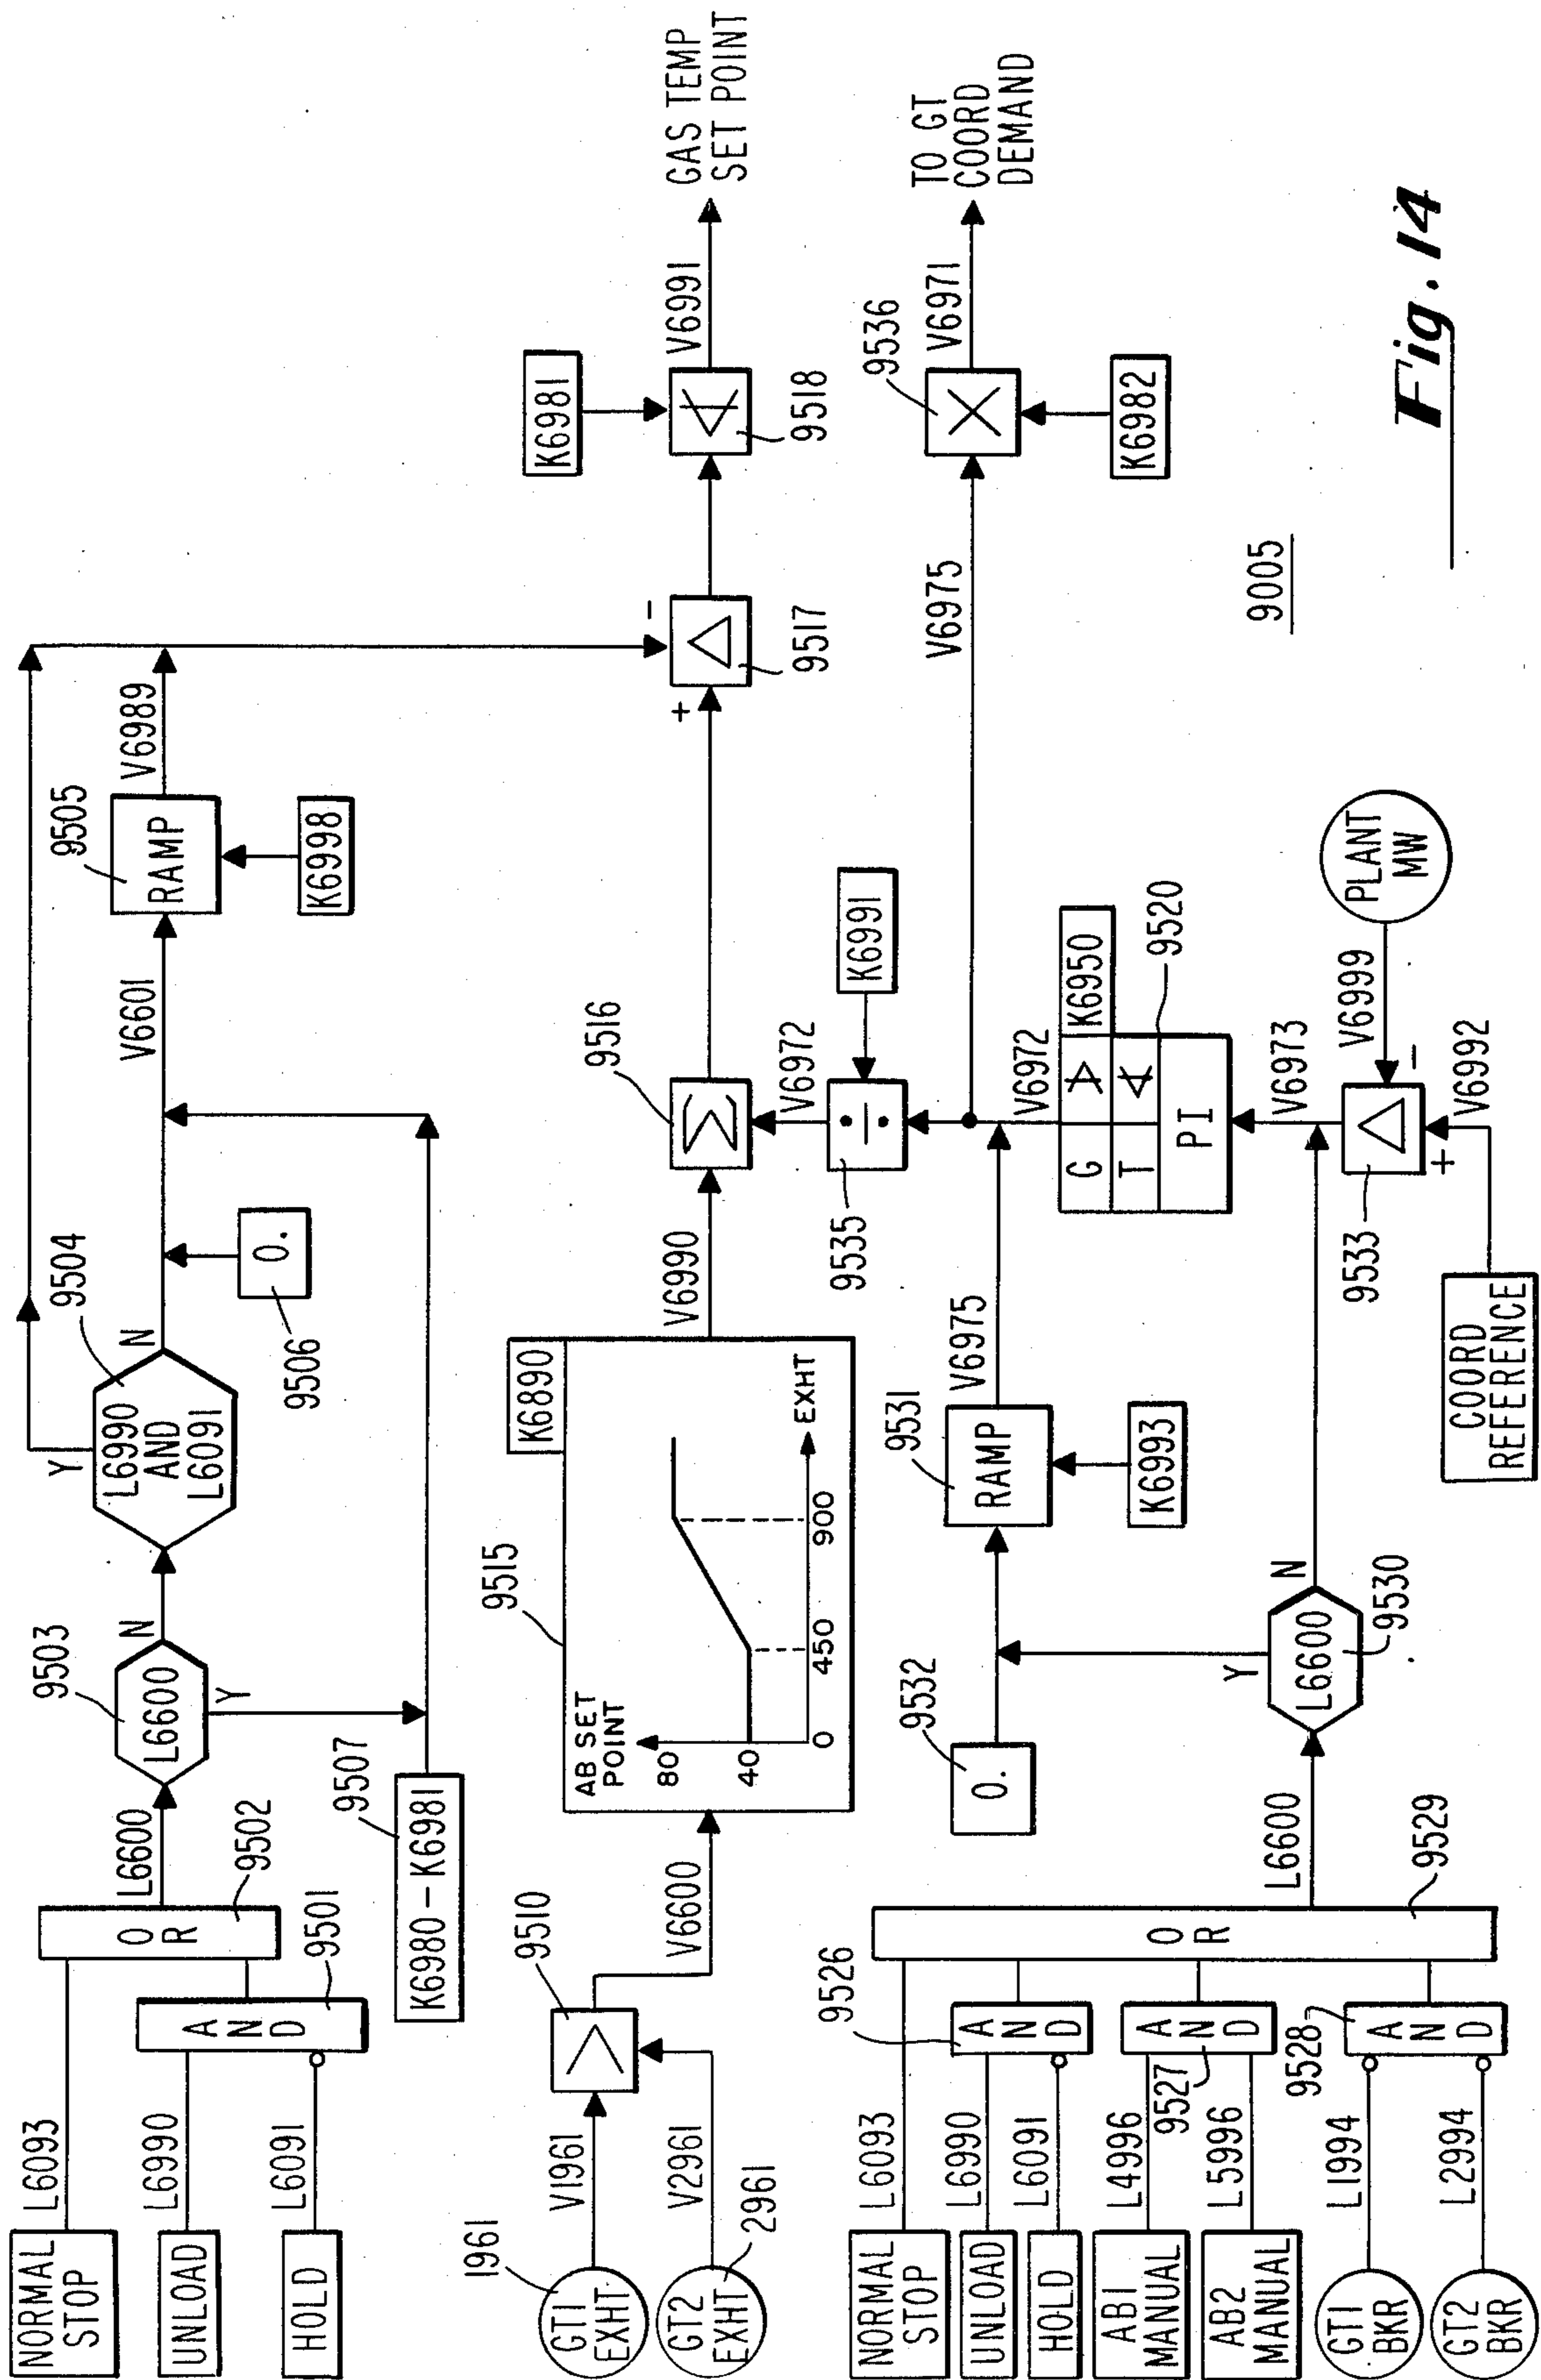 NORMAL
STOP
L6093
UNLOAD
L6990
HOLD
L6091
AND
9501
OR
9502
L6600
L6600
9503
Y
N
K6980-K6981
9507
L6990
AND
L6091
9504
Y
N
0.
9506
V6601
RAMP
9505
K6998
V6989
GT1
EXHT
1961
V1961
GT2
EXHT
2961
V2961
>
9510
V6600
9515
K6890
AB SET
POINT
80
40
0
450
900
EXHT
V6990
Σ
9516
V6972
÷
9535
K6991
+
-
Δ
9517
K6981
9518
V6991
GAS TEMP
SET POINT
NORMAL
STOP
L6093
UNLOAD
L6990
HOLD
L6091
AND
9526
AB1
MANUAL
L4996
AB2
MANUAL
L5996
AND
9527
GT1
BKR
L1994
GT2
BKR
L2994
AND
9528
OR
9529
L6600
L6600
9530
Y
N
0.
9532
RAMP
9531
K6993
V6975
V6972
G
T
PI
K6950
9520
V6973
Δ
9533
+
-
V6999
PLANT
MW
V6992
COORD
REFERENCE
V6975
X
9536
K6982
V6971
TO GT
COORD
DEMAND
9005
Fig. 14